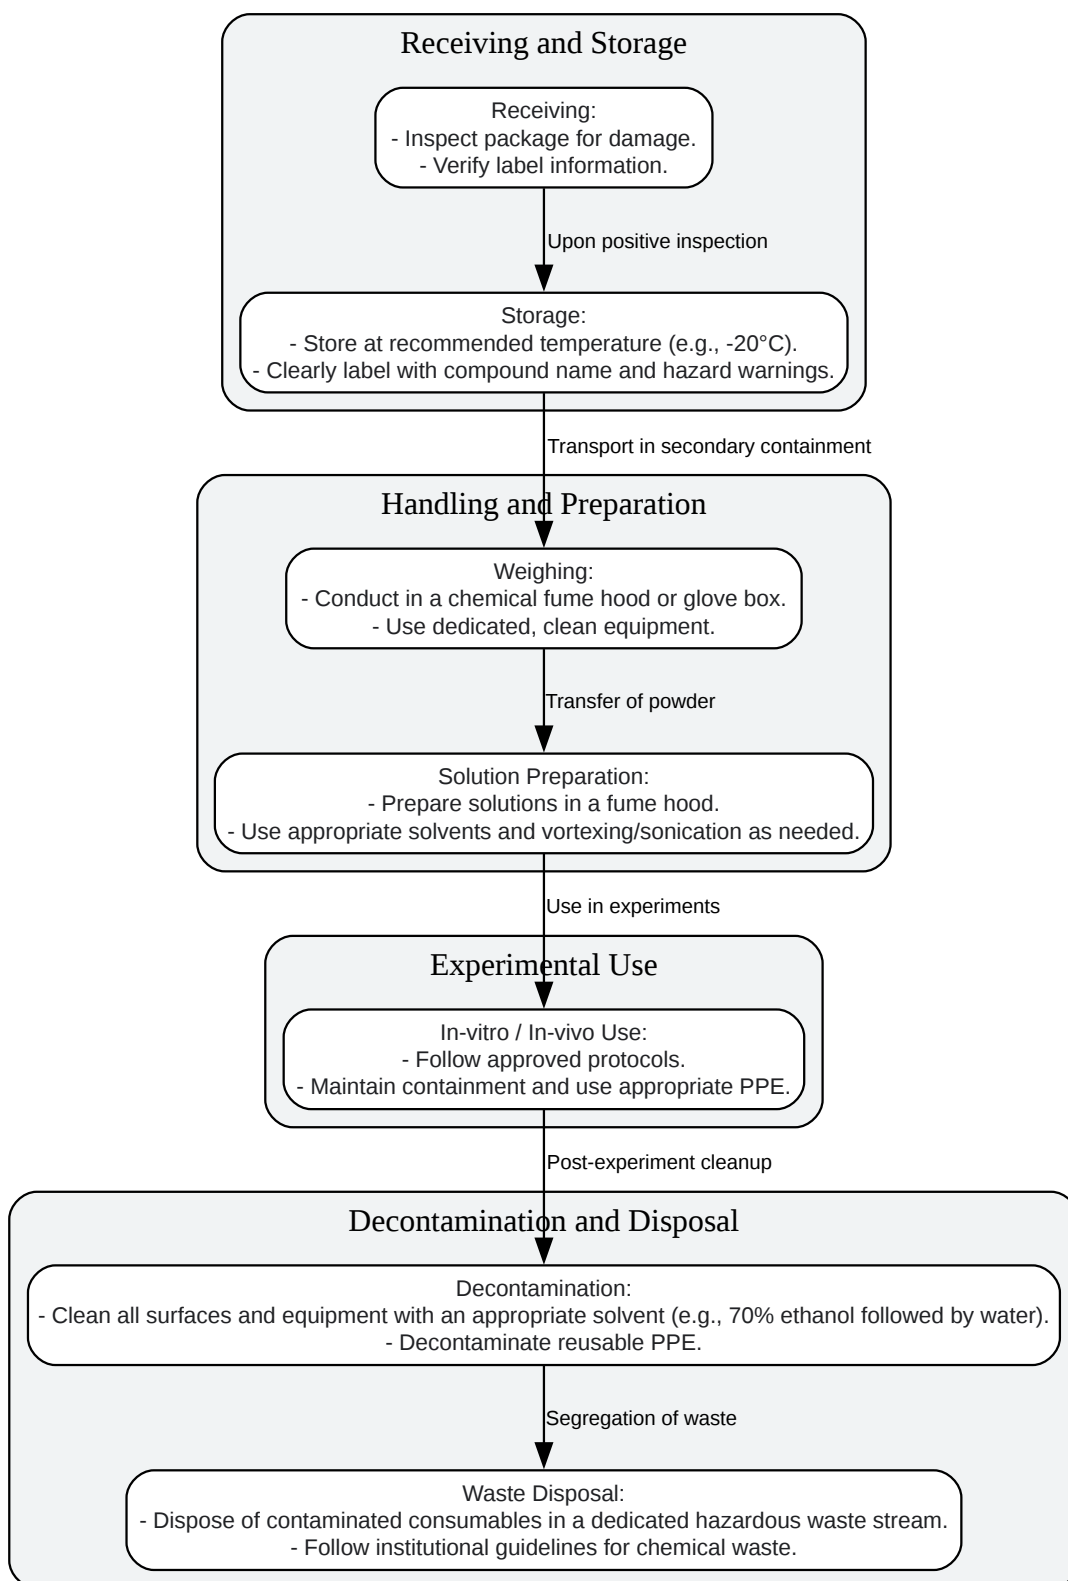 Receiving and Storage
Receiving:
- Inspect package for damage.
- Verify label information.
Upon positive inspection
Storage:
- Store at recommended temperature (e.g., -20°C).
- Clearly label with compound name and hazard warnings.
Transport in secondary containment
Handling and Preparation
Weighing:
- Conduct in a chemical fume hood or glove box.
- Use dedicated, clean equipment.
Transfer of powder
Solution Preparation:
- Prepare solutions in a fume hood.
- Use appropriate solvents and vortexing/sonication as needed.
Use in experiments
Experimental Use
In-vitro / In-vivo Use:
- Follow approved protocols.
- Maintain containment and use appropriate PPE.
Post-experiment cleanup
Decontamination and Disposal
Decontamination:
- Clean all surfaces and equipment with an appropriate solvent (e.g., 70% ethanol followed by water).
- Decontaminate reusable PPE.
Segregation of waste
Waste Disposal:
- Dispose of contaminated consumables in a dedicated hazardous waste stream.
- Follow institutional guidelines for chemical waste.